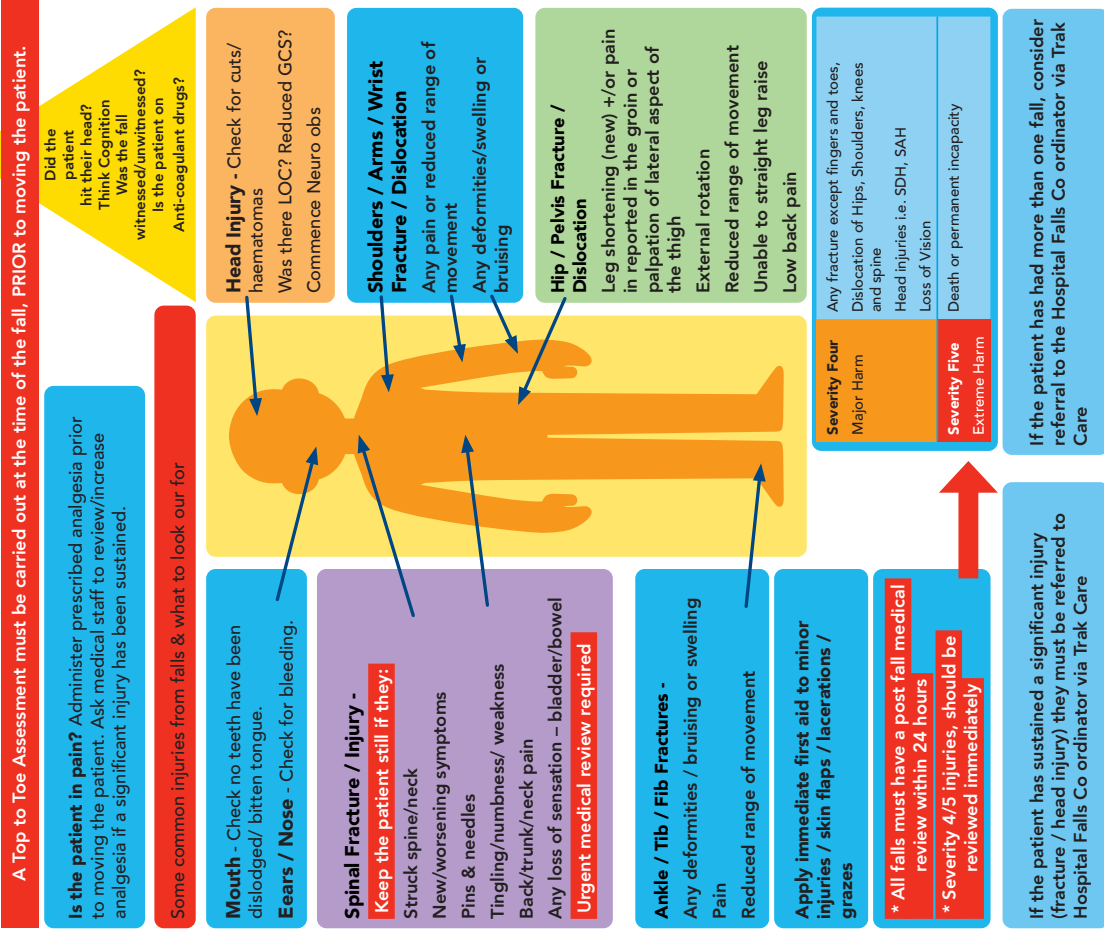 A Top to Toe Assessment must be carried out at the time of the fall, PRIOR to moving the patient.
Is the patient in pain? Administer prescribed analgesia prior
to moving the patient. Ask medical staff to review/increase
analgesia if a significant injury has been sustained.
Did the
patient
hit their head?
Think Cognition
Was the fall
witnessed/unwitnessed?
Is the patient on
Anti-coagulant drugs?
Some common injuries from falls & what to look our for
Mouth - Check no teeth have been
dislodged/ bitten tongue.
Eears / Nose - Check for bleeding.
Spinal Fracture / Injury -
Keep the patient still if they:
Struck spine/neck
New/worsening symptoms
Pins & needles
Tingling/numbness/ weakness
Back/trunk/neck pain
Any loss of sensation – bladder/bowel
Urgent medical review required
Ankle / Tib / Fib Fractures -
Any deformities / bruising or swelling
Pain
Reduced range of movement
Apply immediate first aid to minor
injuries / skin flaps / lacerations /
grazes
* All falls must have a post fall medical
review within 24 hours
* Severity 4/5 injuries, should be
reviewed immediately
Head Injury - Check for cuts/
haematomas
Was there LOC? Reduced GCS?
Commence Neuro obs
Shoulders / Arms / Wrist
Fracture / Dislocation
Any pain or reduced range of
movement
Any deformities/swelling or
bruising
Hip / Pelvis Fracture /
Dislocation
Leg shortening (new) +/or pain
in reported in the groin or
palpation of lateral aspect of
the thigh
External rotation
Reduced range of movement
Unable to straight leg raise
Low back pain
Severity Four
Major Harm
Any fracture except fingers and toes,
Dislocation of Hips, Shoulders, knees
and spine
Head injuries i.e. SDH, SAH
Loss of Vision
Severity Five
Extreme Harm
Death or permanent incapacity
If the patient has sustained a significant injury
(fracture / head injury) they must be referred to
Hospital Falls Co ordinator via Trak Care
If the patient has had more than one fall, consider
referral to the Hospital Falls Co ordinator via Trak
Care